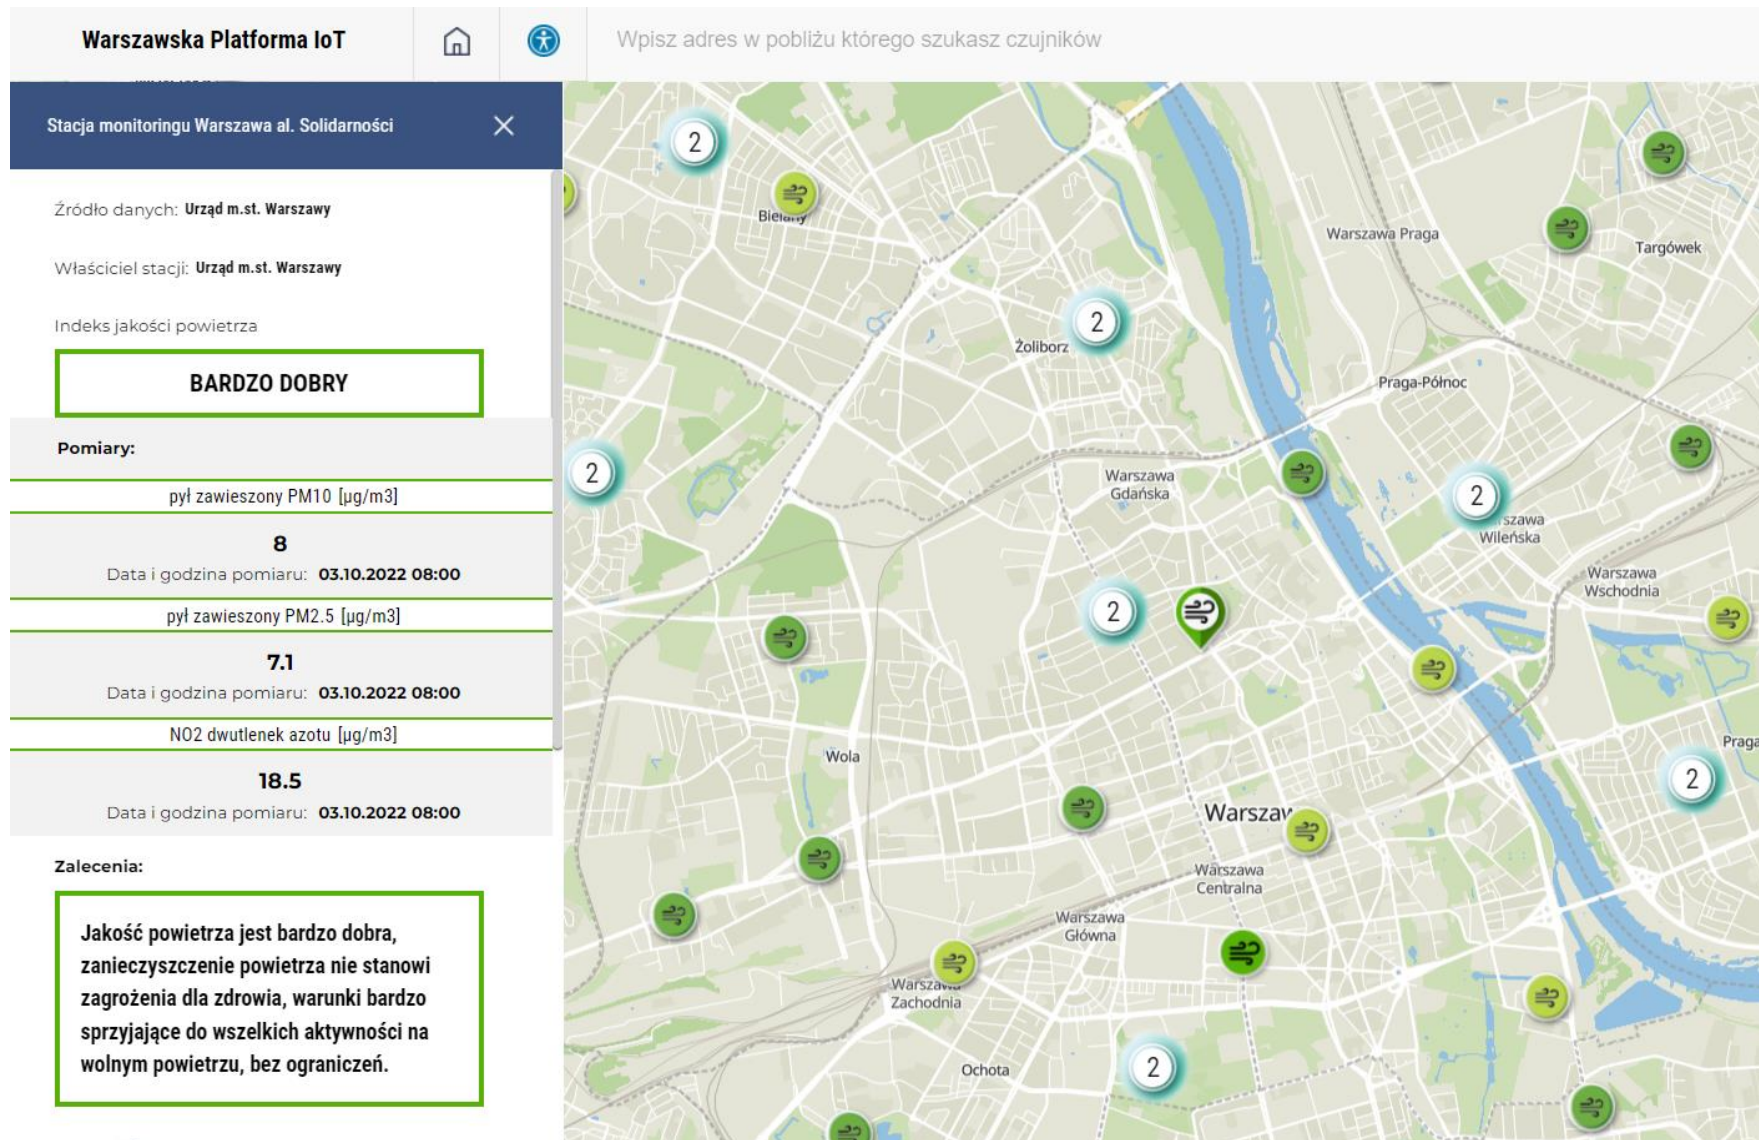 Warszawska Platforma IoT
Wpisz adres w pobliżu którego szukasz czujników
Stacja monitoringu Warszawa al. Solidarności
Źródło danych: Urząd m.st. Warszawy
Właściciel stacji: Urząd m.st. Warszawy
Indeks jakości powietrza
BARDZO DOBRY
Pomiary:
pył zawieszony PM10 [µg/m3]
8
Data i godzina pomiaru: 03.10.2022 08:00
pył zawieszony PM2.5 [µg/m3]
7.1
Data i godzina pomiaru: 03.10.2022 08:00
NO2 dwutlenek azotu [µg/m3]
18.5
Data i godzina pomiaru: 03.10.2022 08:00
Zalecenia:
Jakość powietrza jest bardzo dobra,
zanieczyszczenie powietrza nie stanowi
zagrożenia dla zdrowia, warunki bardzo
sprzyjające do wszelkich aktywności na
wolnym powietrzu, bez ograniczeń.
2
Bielany
Warszawa Praga
Targówek
2
Żoliborz
Praga-Północ
2
Warszawa
Gdańska
2
szawa
Wileńska
Warszawa
Wschodnia
2
Wola
Praga
2
Warszaw
Warszawa
Centralna
Warszawa
Główna
Warszawa
Zachodnia
Ochota
2